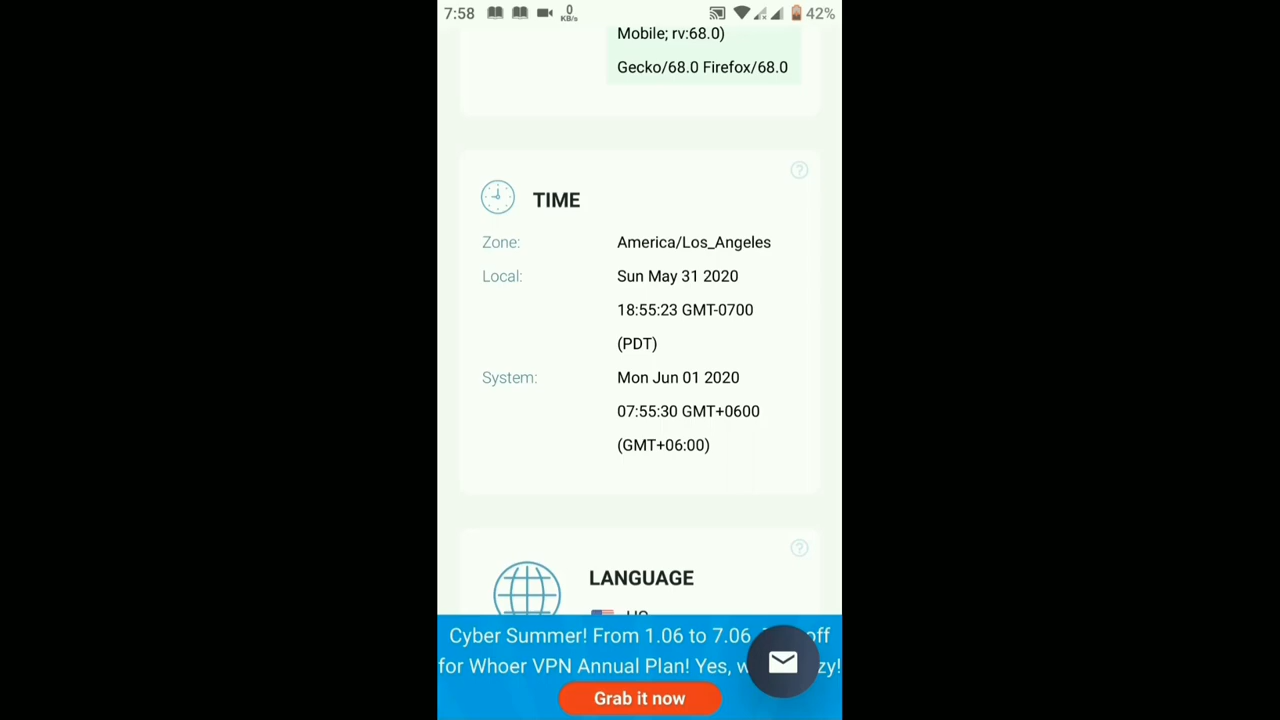 7:58 0 KB/s 42%
Mobile; rv:68.0)
Gecko/68.0 Firefox/68.0
TIME
Zone: America/Los_Angeles
Local: Sun May 31 2020
18:55:23 GMT-0700
(PDT)
System: Mon Jun 01 2020
07:55:30 GMT+0600
(GMT+06:00)
LANGUAGE
Cyber Summer! From 1.06 to 7.06 off
for Whoer VPN Annual Plan! Yes,
Grab it now